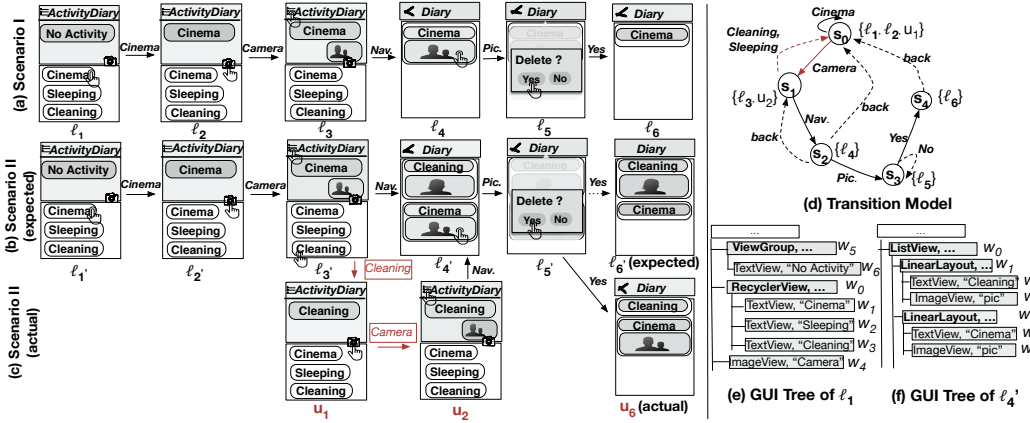 (a) Scenario I
ActivityDiary
No Activity
Cinema
Sleeping
Cleaning
ℓ1
Cinema
ActivityDiary
Cinema
Cinema
Sleeping
Cleaning
ℓ2
Camera
ActivityDiary
Cinema
Cinema
Sleeping
Cleaning
ℓ3
Nav.
Diary
Cinema
ℓ4
Pic.
Diary
Delete ?
Yes No
ℓ5
Yes
Diary
Cinema
ℓ6
(b) Scenario II
(expected)
ActivityDiary
No Activity
Cinema
Sleeping
Cleaning
ℓ1'
Cinema
ActivityDiary
Cinema
Cinema
Sleeping
Cleaning
ℓ2'
Camera
ActivityDiary
Cinema
Cinema
Sleeping
Cleaning
ℓ3'
Nav.
Diary
Cleaning
Cinema
ℓ4'
Pic.
Diary
Cleaning
Delete ?
Yes No
ℓ5'
Yes
Diary
Cleaning
Cinema
ℓ6' (expected)
(c) Scenario II
(actual)
Cleaning
ActivityDiary
Cleaning
Cinema
Sleeping
Cleaning
u1
Camera
ActivityDiary
Cleaning
Cinema
Sleeping
Cleaning
u2
Nav.
Yes
Diary
Cleaning
Cinema
u6 (actual)
Cinema
S0 {ℓ1, ℓ2, u1}
Cleaning,
Sleeping
Camera
back
S1
{ℓ3, u2}
S4 {ℓ6}
back
Nav.
back
Yes
No
S2 {ℓ4}
Pic.
S3 {ℓ5}
(d) Transition Model
...
ViewGroup, ... W5
TextView, “No Activity” W6
RecyclerView, ... W0
TextView, “Cinema” W1
TextView, “Sleeping” W2
TextView, “Cleaning” W3
ImageView, “Camera” W4
(e) GUI Tree of ℓ1
...
ListView, ... W0
LinearLayout, ... W1
TextView, “Cleaning”
ImageView, “pic”
LinearLayout, ...
TextView, “Cinema”
ImageView, “pic”
(f) GUI Tree of ℓ4'